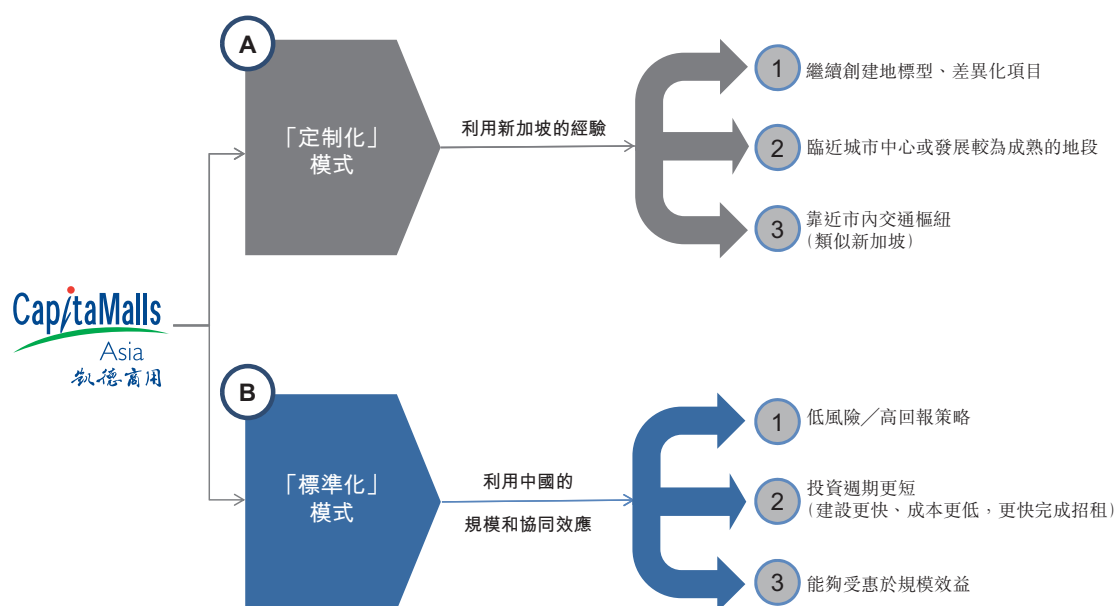 CapitaMalls
Asia
凱德商用
A
「定制化」
模式
利用新加坡的經驗
1
繼續創建地標型、差異化項目
2
臨近城市中心或發展較為成熟的地段
3
靠近市內交通樞紐
(類似新加坡)
B
「標準化」
模式
利用中國的
規模和協同效應
1
低風險／高回報策略
2
投資週期更短
(建設更快、成本更低，更快完成招租)
3
能夠受惠於規模效益